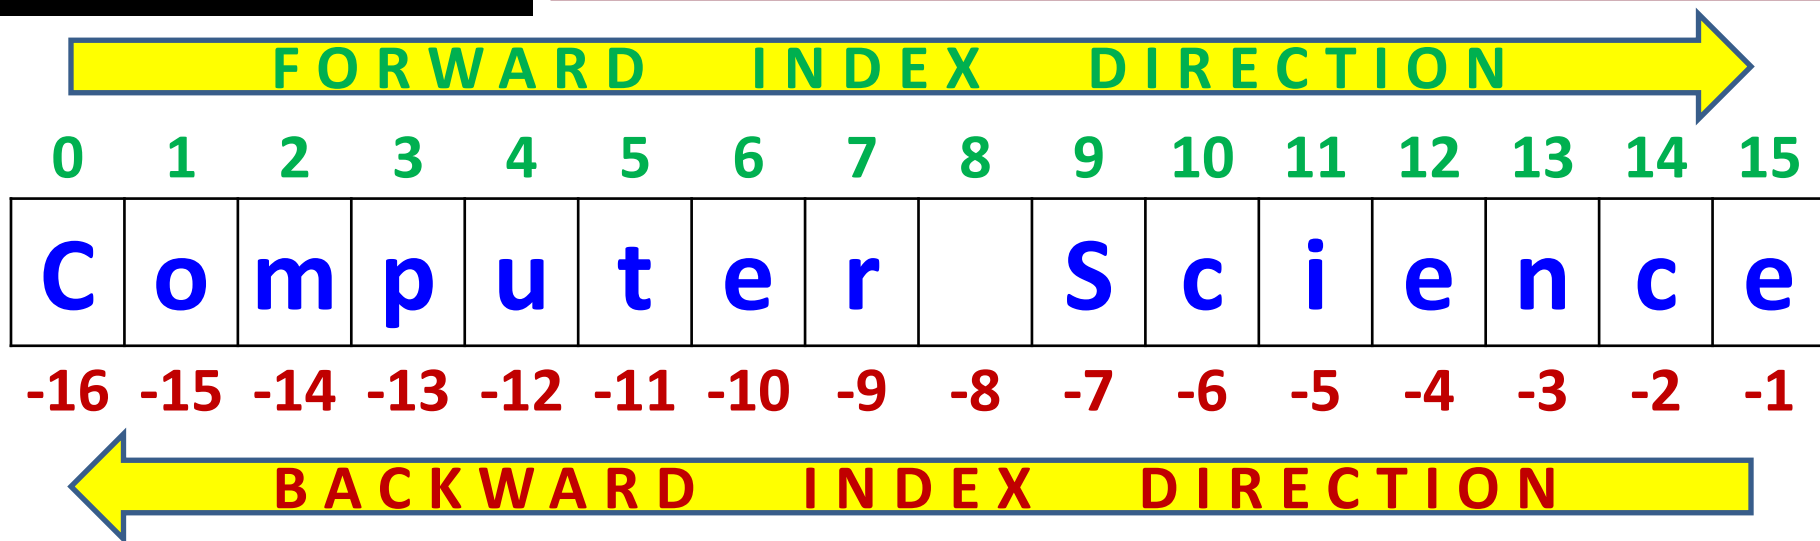 FORWARD INDEX DIRECTION
0 1 2 3 4 5 6 7 8 9 10 11 12 13 14 15
C o m p u t e r S c i e n c e
-16 -15 -14 -13 -12 -11 -10 -9 -8 -7 -6 -5 -4 -3 -2 -1
BACKWARD INDEX DIRECTION